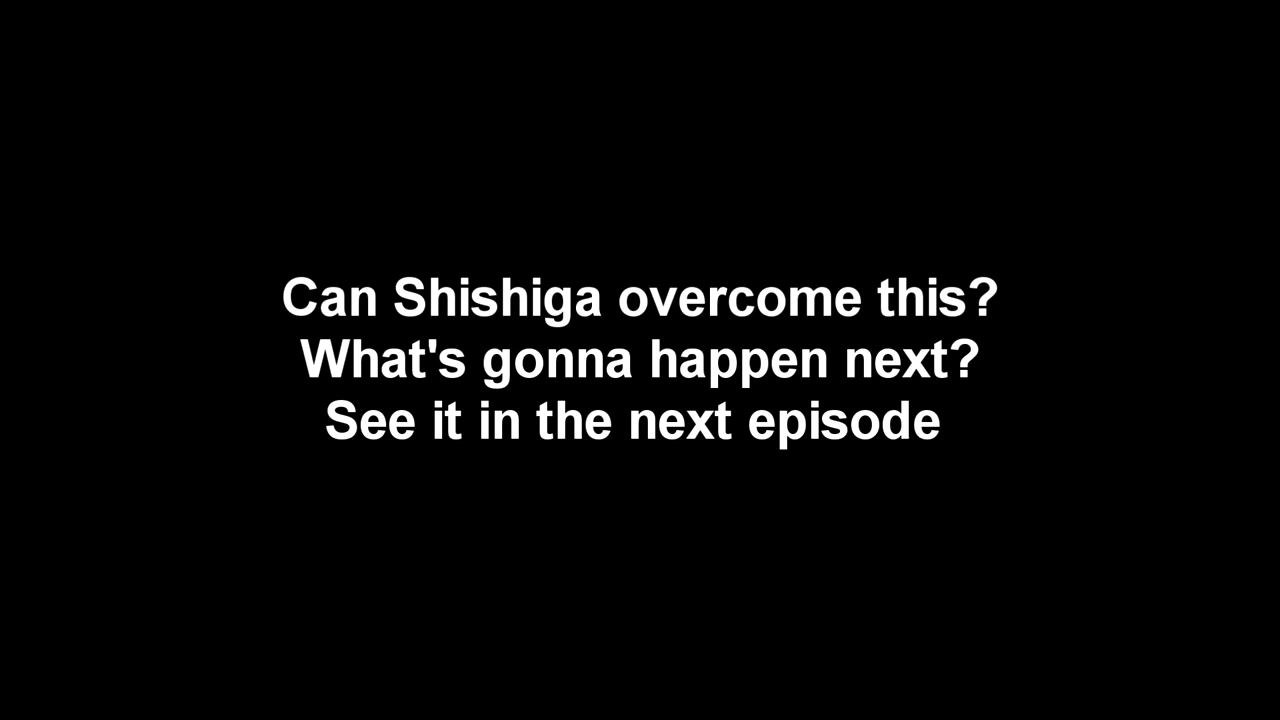 Can Shishiga overcome this?
What's gonna happen next?
See it in the next episode